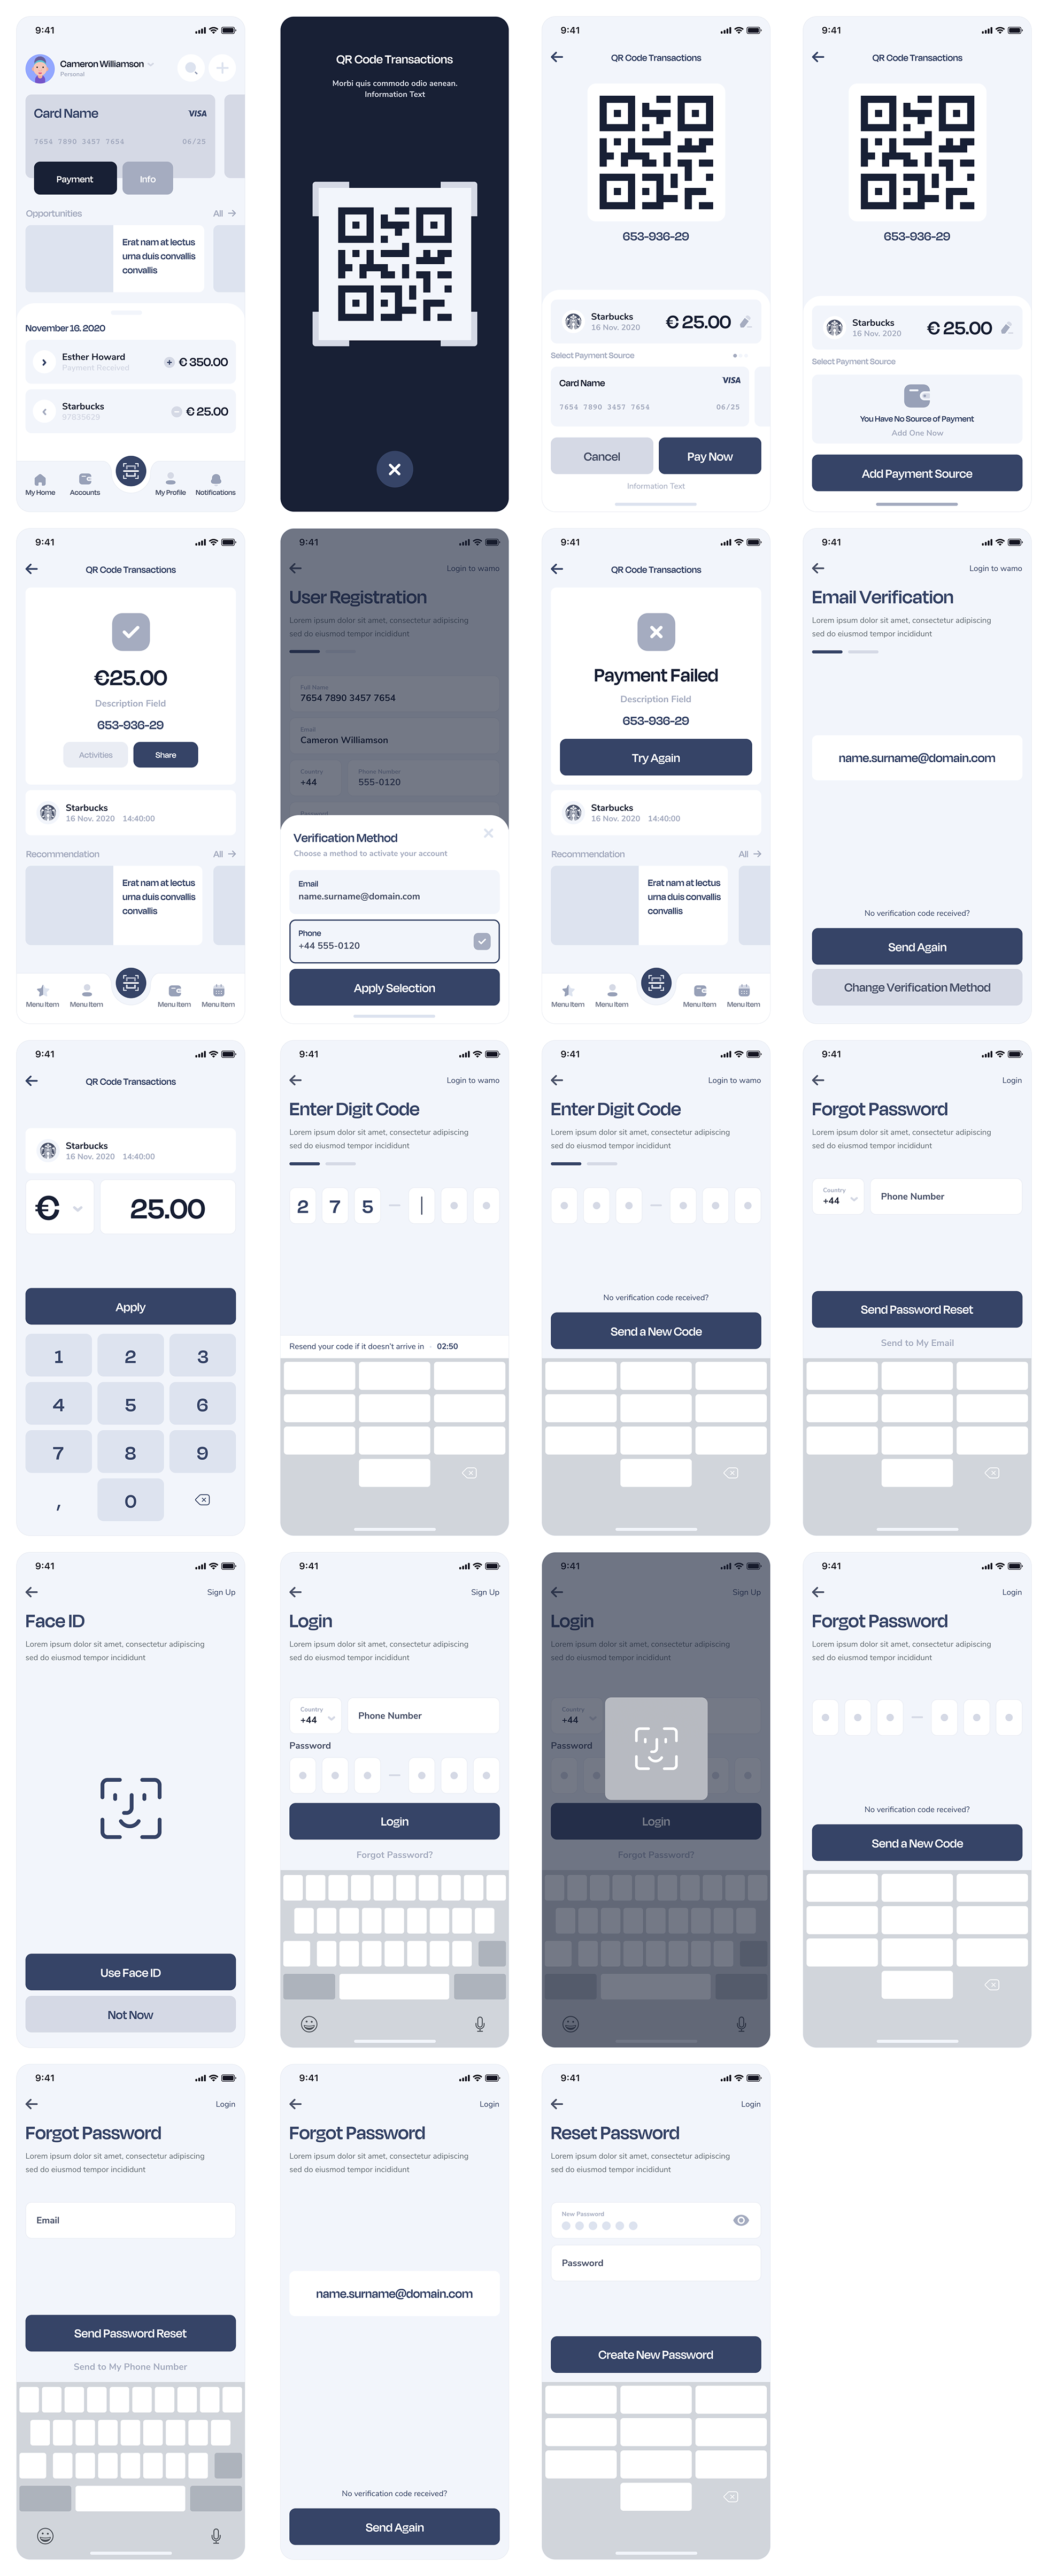 9:41
Cameron Williamson
Personal
Card Name
VISA
7654 7890 3457 7654
06/25
Payment
Info
Opportunities
All
Erat nam at lectus
urna duis convallis
convallis
November 16. 2020
Esther Howard
Payment Received
€ 350.00
Starbucks
97835628
€ 25.00
My Home
Accounts
My Profile
Notifications
QR Code Transactions
Morbi quis commodo odio aenean.
Information Text
9:41
QR Code Transactions
653-936-29
Starbucks
16 Nov. 2020
€ 25.00
Select Payment Source
Card Name
VISA
7654 7890 3457 7654
06/25
Cancel
Pay Now
Information Text
9:41
QR Code Transactions
653-936-29
Starbucks
16 Nov. 2020
€ 25.00
Select Payment Source
You Have No Source of Payment
Add One Now
Add Payment Source
9:41
QR Code Transactions
€25.00
Description Field
653-936-29
Activities
Share
Starbucks
16 Nov. 2020 14:40:00
Recommendation
All
Erat nam at lectus
urna duis convallis
convallis
Menu Item
Menu Item
Menu Item
Menu Item
9:41
Login to wamo
User Registration
Lorem ipsum dolor sit amet, consectetur adipiscing
sed do eiusmod tempor incididunt
Full Name
7654 7890 3457 7654
Email
Cameron Williamson
Country
+44
Phone Number
555-0120
Verification Method
Choose a method to activate your account
Email
name.surname@domain.com
Phone
+44 555-0120
Apply Selection
9:41
QR Code Transactions
Payment Failed
Description Field
653-936-29
Try Again
Starbucks
16 Nov. 2020 14:40:00
Recommendation
All
Erat nam at lectus
urna duis convallis
convallis
Menu Item
Menu Item
Menu Item
Menu Item
9:41
Login to wamo
Email Verification
Lorem ipsum dolor sit amet, consectetur adipiscing
sed do eiusmod tempor incididunt
name.surname@domain.com
No verification code received?
Send Again
Change Verification Method
9:41
QR Code Transactions
Starbucks
16 Nov. 2020 14:40:00
€
25.00
Apply
1 2 3
4 5 6
7 8 9
, 0
9:41
Login to wamo
Enter Digit Code
Lorem ipsum dolor sit amet, consectetur adipiscing
sed do eiusmod tempor incididunt
2 7 5 –
Resend your code if it doesn't arrive in - 02:50
9:41
Login to wamo
Enter Digit Code
Lorem ipsum dolor sit amet, consectetur adipiscing
sed do eiusmod tempor incididunt
No verification code received?
Send a New Code
9:41
Login
Forgot Password
Lorem ipsum dolor sit amet, consectetur adipiscing
sed do eiusmod tempor incididunt
Country
+44
Phone Number
Send Password Reset
Send to My Email
9:41
Sign Up
Face ID
Lorem ipsum dolor sit amet, consectetur adipiscing
sed do eiusmod tempor incididunt
Use Face ID
Not Now
9:41
Sign Up
Login
Lorem ipsum dolor sit amet, consectetur adipiscing
sed do eiusmod tempor incididunt
Country
+44
Phone Number
Password
Login
Forgot Password?
9:41
Sign Up
Login
Lorem ipsum dolor sit amet, consectetur adipiscing
sed do eiusmod tempor incididunt
Country
+44
Password
Login
Forgot Password?
9:41
Login
Forgot Password
Lorem ipsum dolor sit amet, consectetur adipiscing
sed do eiusmod tempor incididunt
No verification code received?
Send a New Code
9:41
Login
Forgot Password
Lorem ipsum dolor sit amet, consectetur adipiscing
sed do eiusmod tempor incididunt
Email
Send Password Reset
Send to My Phone Number
9:41
Login
Forgot Password
Lorem ipsum dolor sit amet, consectetur adipiscing
sed do eiusmod tempor incididunt
name.surname@domain.com
No verification code received?
Send Again
9:41
Login
Reset Password
Lorem ipsum dolor sit amet, consectetur adipiscing
sed do eiusmod tempor incididunt
New Password
Password
Create New Password